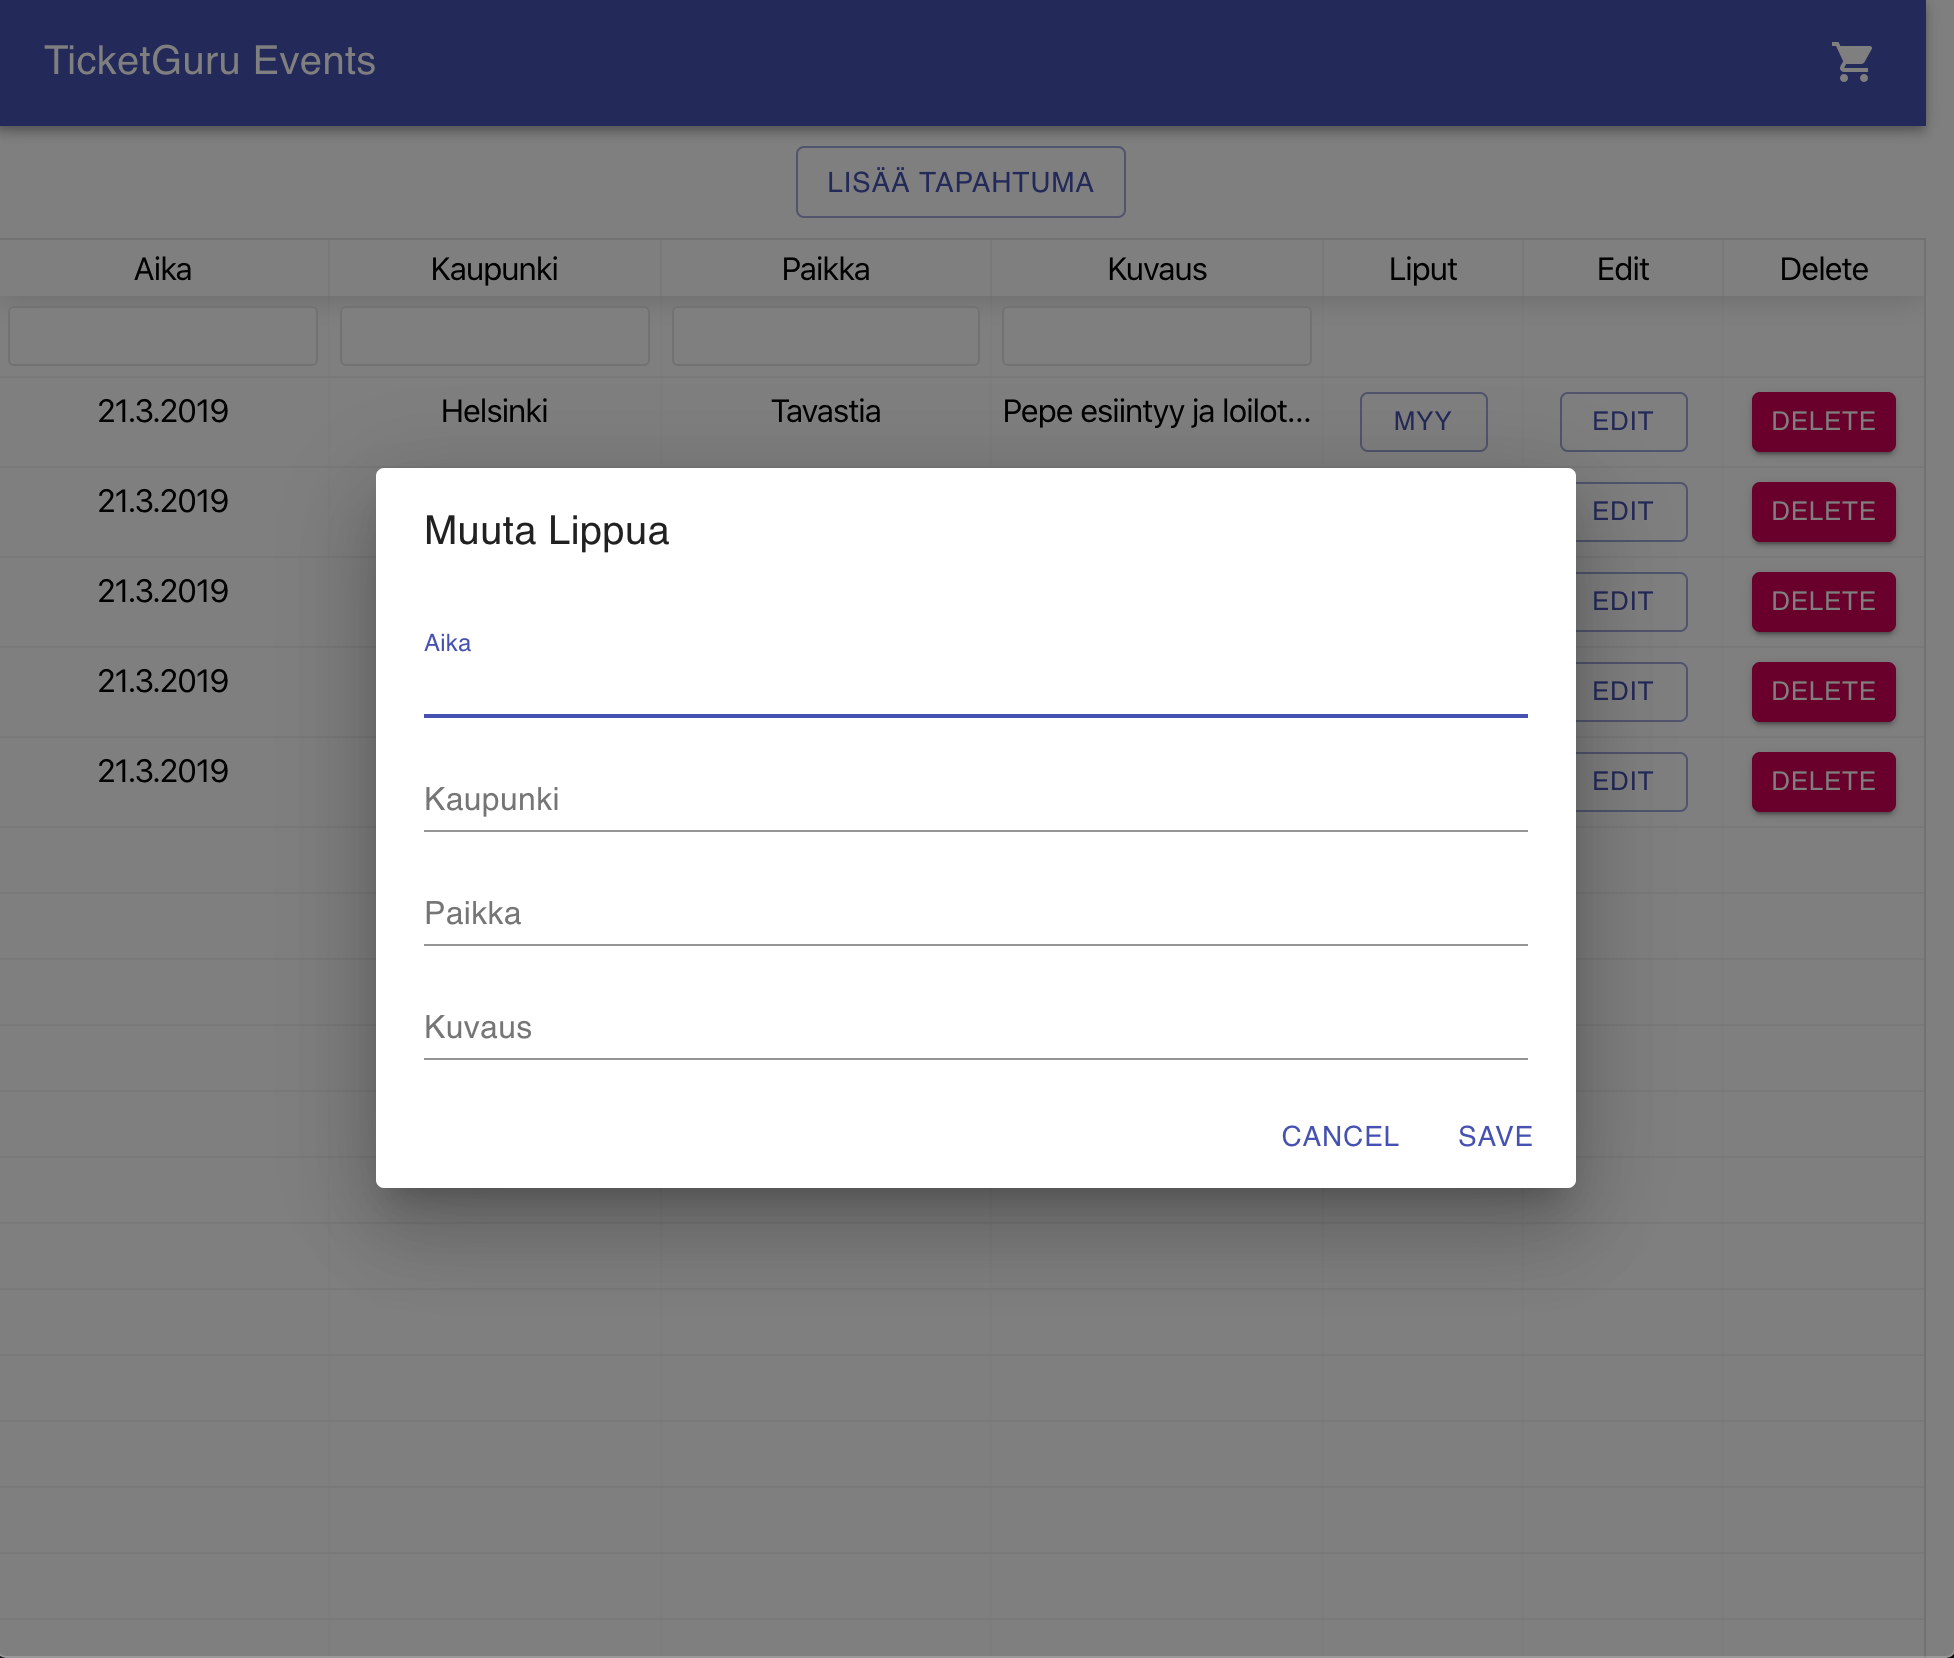 TicketGuru Events
LISÄÄ TAPAHTUMA
Aika Kaupunki Paikka Kuvaus Liput Edit Delete
21.3.2019 Helsinki Tavastia Pepe esiintyy ja loilot... MYY EDIT DELETE
21.3.2019 EDIT DELETE
21.3.2019 EDIT DELETE
21.3.2019 EDIT DELETE
21.3.2019 EDIT DELETE
Muuta Lippua
Aika
Kaupunki
Paikka
Kuvaus
CANCEL SAVE